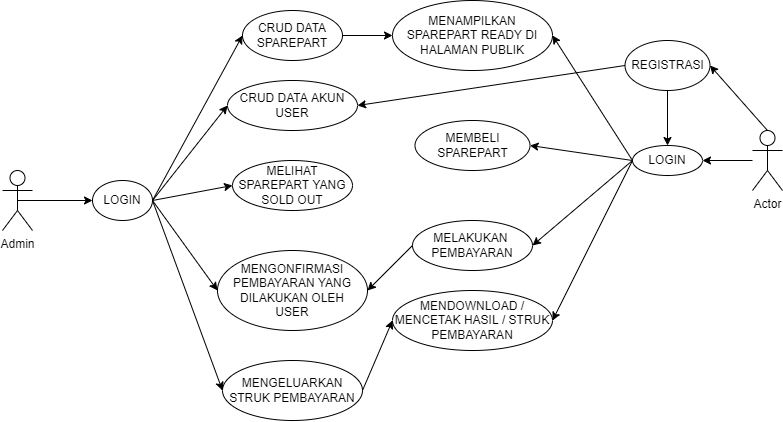 CRUD DATA
SPAREPART
MENAMPILKAN
SPAREPART READY DI
HALAMAN PUBLIK
REGISTRASI
CRUD DATA AKUN
USER
MEMBELI
SPAREPART
LOGIN
Actor
MELIHAT
SPAREPART YANG
SOLD OUT
LOGIN
Admin
MELAKUKAN
PEMBAYARAN
MENGONFIRMASI
PEMBAYARAN YANG
DILAKUKAN OLEH
USER
MENDOWNLOAD /
MENCETAK HASIL / STRUK
PEMBAYARAN
MENGELUARKAN
STRUK PEMBAYARAN